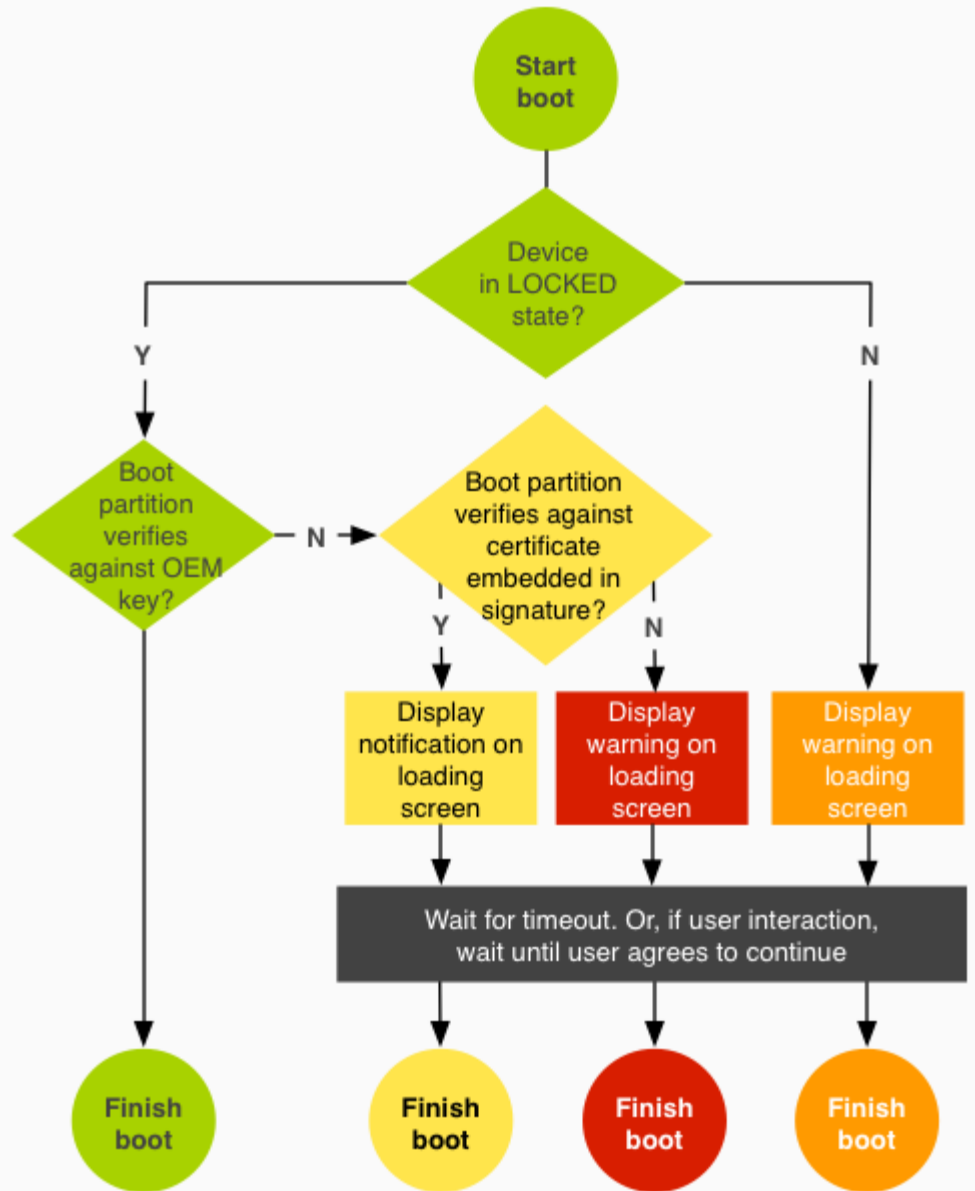 Start
boot
Device
in LOCKED
state?
Y
N
Boot
partition
verifies
against OEM
key?
N
Boot partition
verifies against
certificate
embedded in
signature?
Y
N
Display
notification on
loading
screen
Display
warning on
loading
screen
Display
warning on
loading
screen
Wait for timeout. Or, if user interaction,
wait until user agrees to continue
Finish
boot
Finish
boot
Finish
boot
Finish
boot